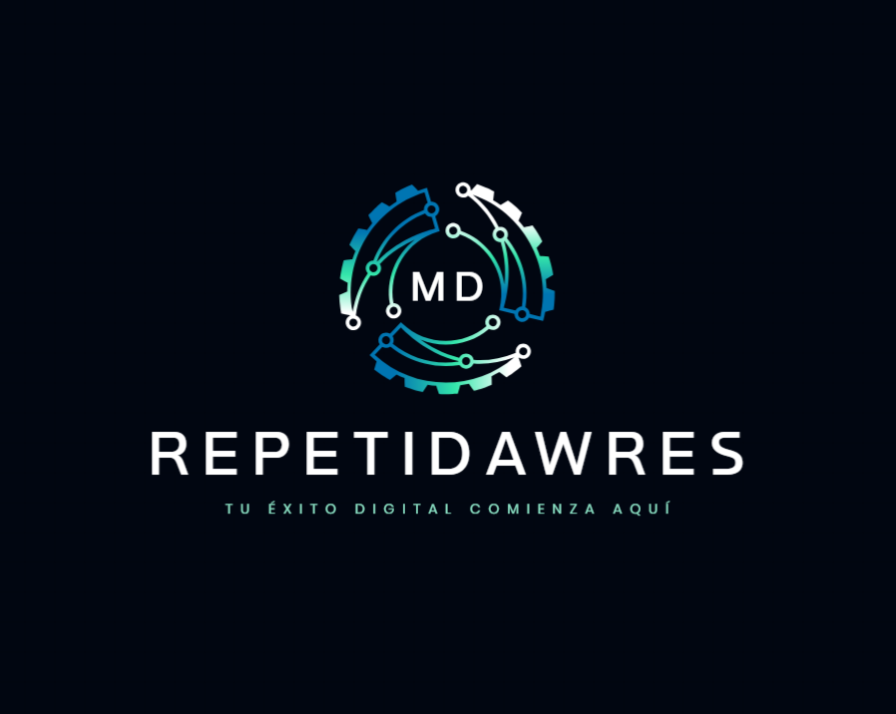 MD
REPETIDAWRES
TU ÉXITO DIGITAL COMIENZA AQUÍ